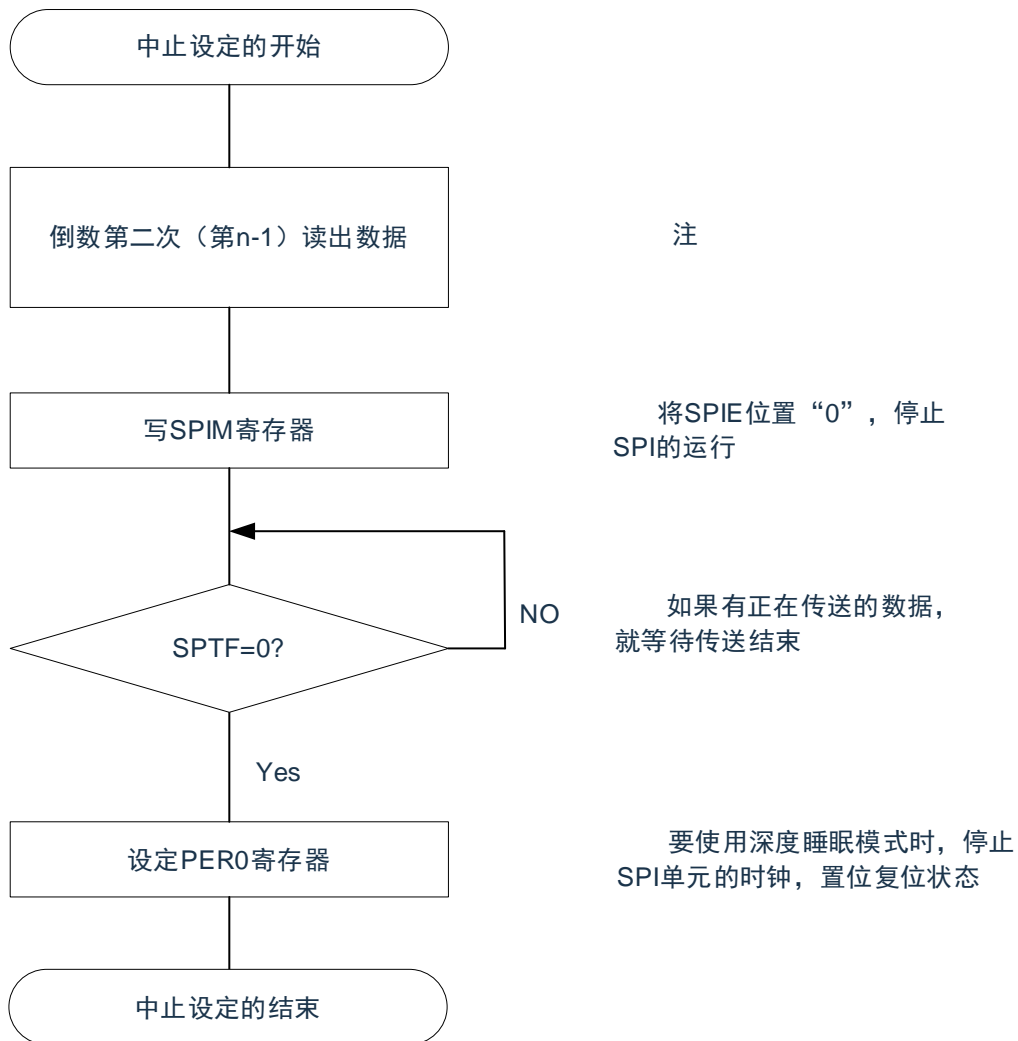 中止设定的开始
倒数第二次（第n-1）读出数据
注
写SPIM寄存器
将SPIE位置“0”，停止
SPI的运行
SPTF=0?
NO
如果有正在传送的数据，
就等待传送结束
Yes
设定PER0寄存器
要使用深度睡眠模式时，停止
SPI单元的时钟，置位复位状态
中止设定的结束